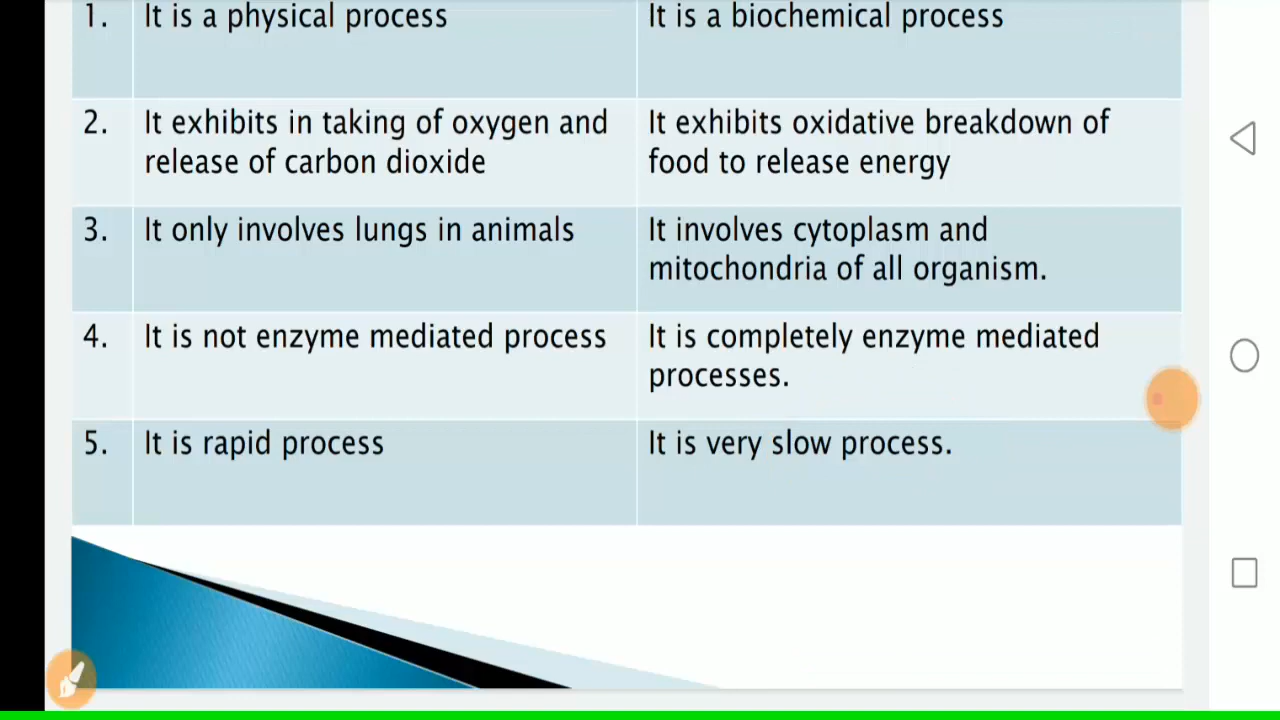 1. It is a physical process It is a biochemical process
2. It exhibits in taking of oxygen and It exhibits oxidative breakdown of
release of carbon dioxide food to release energy
3. It only involves lungs in animals It involves cytoplasm and
mitochondria of all organism.
4. It is not enzyme mediated process It is completely enzyme mediated
processes.
5. It is rapid process It is very slow process.